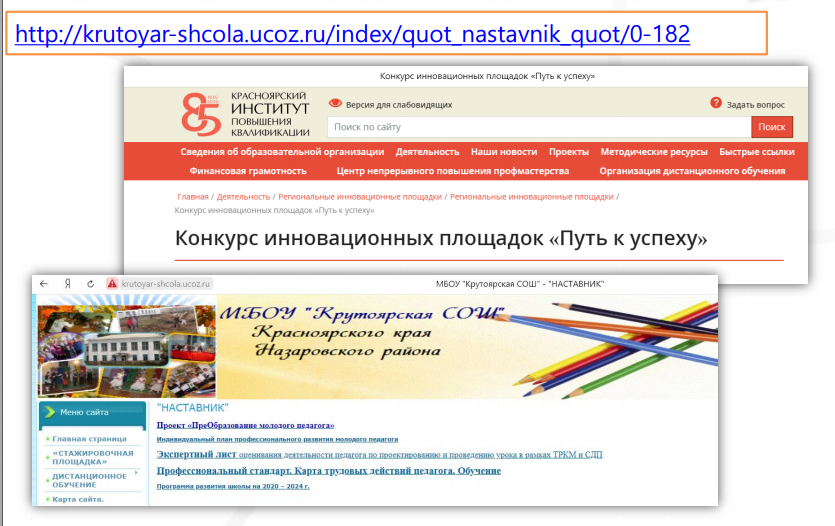 http://krutoyar-shcola.ucoz.ru/index/quot_nastavnik_quot/0-182
Конкурс инновационных площадок «Путь к успеху»
85
КРАСНОЯРСКИЙ
ИНСТИТУТ
ПОВЫШЕНИЯ
КВАЛИФИКАЦИИ
Версия для слабовидящих
Задать вопрос
Поиск по сайту
Поиск
Сведения об образовательной организации Деятельность Наши новости Проекты Методические ресурсы Быстрые ссылки
Финансовая грамотность Центр непрерывного повышения профмастерства Организация дистанционного обучения
Главная / Деятельность / Региональные инновационные площадки / Региональные инновационные площадки /
Конкурс инновационных площадок «Путь к успеху»
Конкурс инновационных площадок «Путь к успеху»
Я krutoyar-shcola.ucoz.ru МБОУ "Крутоярская СОШ" - "НАСТАВНИК"
МБОУ "Крутоярская СОШ"
Красноярского края
Назаровского района
Меню сайта
Главная страница
«СТАЖИРОВОЧНАЯ
ПЛОЩАДКА»
ДИСТАНЦИОННОЕ
ОБУЧЕНИЕ
Карта сайта.
"НАСТАВНИК"
Проект «ПреОбразование молодого педагога»
Индивидуальный план профессионального развития молодого педагога
Экспертный лист оценивания деятельности педагога по проектированию и проведению урока в рамках ТРКМ и СДП
Профессиональный стандарт. Карта трудовых действий педагога. Обучение
Программа развития школы на 2020 – 2024 г.